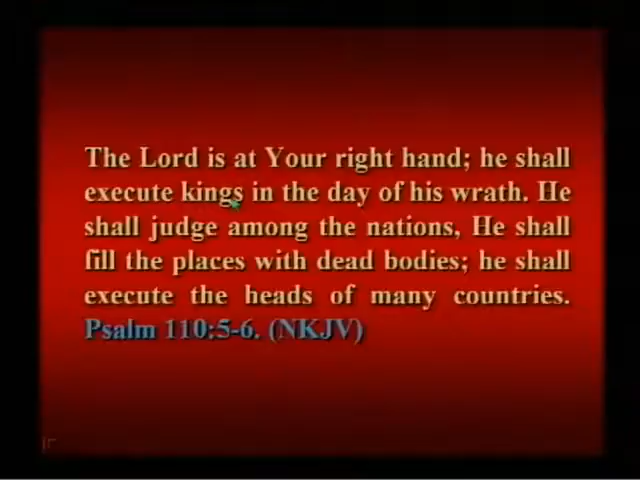 The Lord is at Your right hand; he shall
execute kings in the day of his wrath. He
shall judge among the nations, He shall
fill the places with dead bodies; he shall
execute the heads of many countries.
Psalm 110:5-6. (NKJV)